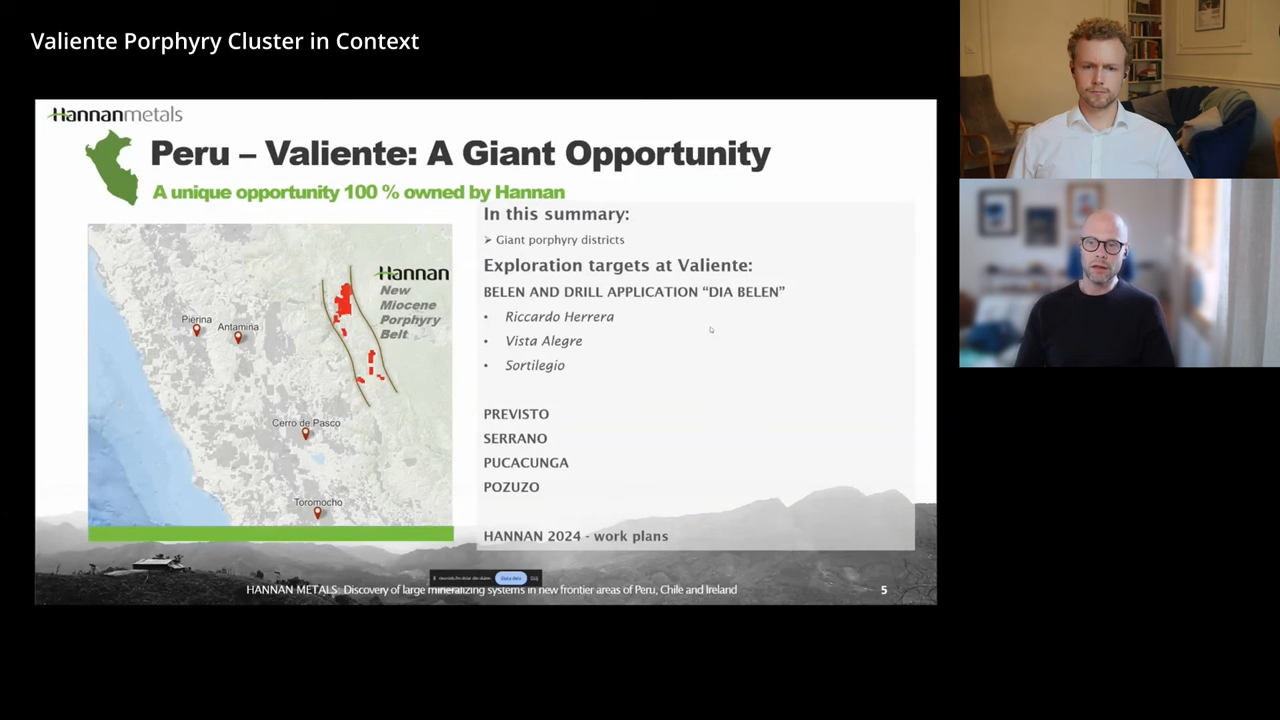 Valiente Porphyry Cluster in Context
Hannanmetals
Peru – Valiente: A Giant Opportunity
A unique opportunity 100 % owned by Hannan
Hannan
New
Miocene
Porphyry
Belt
Pierina
Antamina
Cerro de Pasco
Toromocho
In this summary:
➢ Giant porphyry districts
Exploration targets at Valiente:
BELEN AND DRILL APPLICATION “DIA BELEN”
• Riccardo Herrera
• Vista Alegre
• Sortilegio
PREVISTO
SERRANO
PUCACUNGA
POZUZO
HANNAN 2024 - work plans
HANNAN METALS: Discovery of large mineralizing systems in new frontier areas of Peru, Chile and Ireland
5